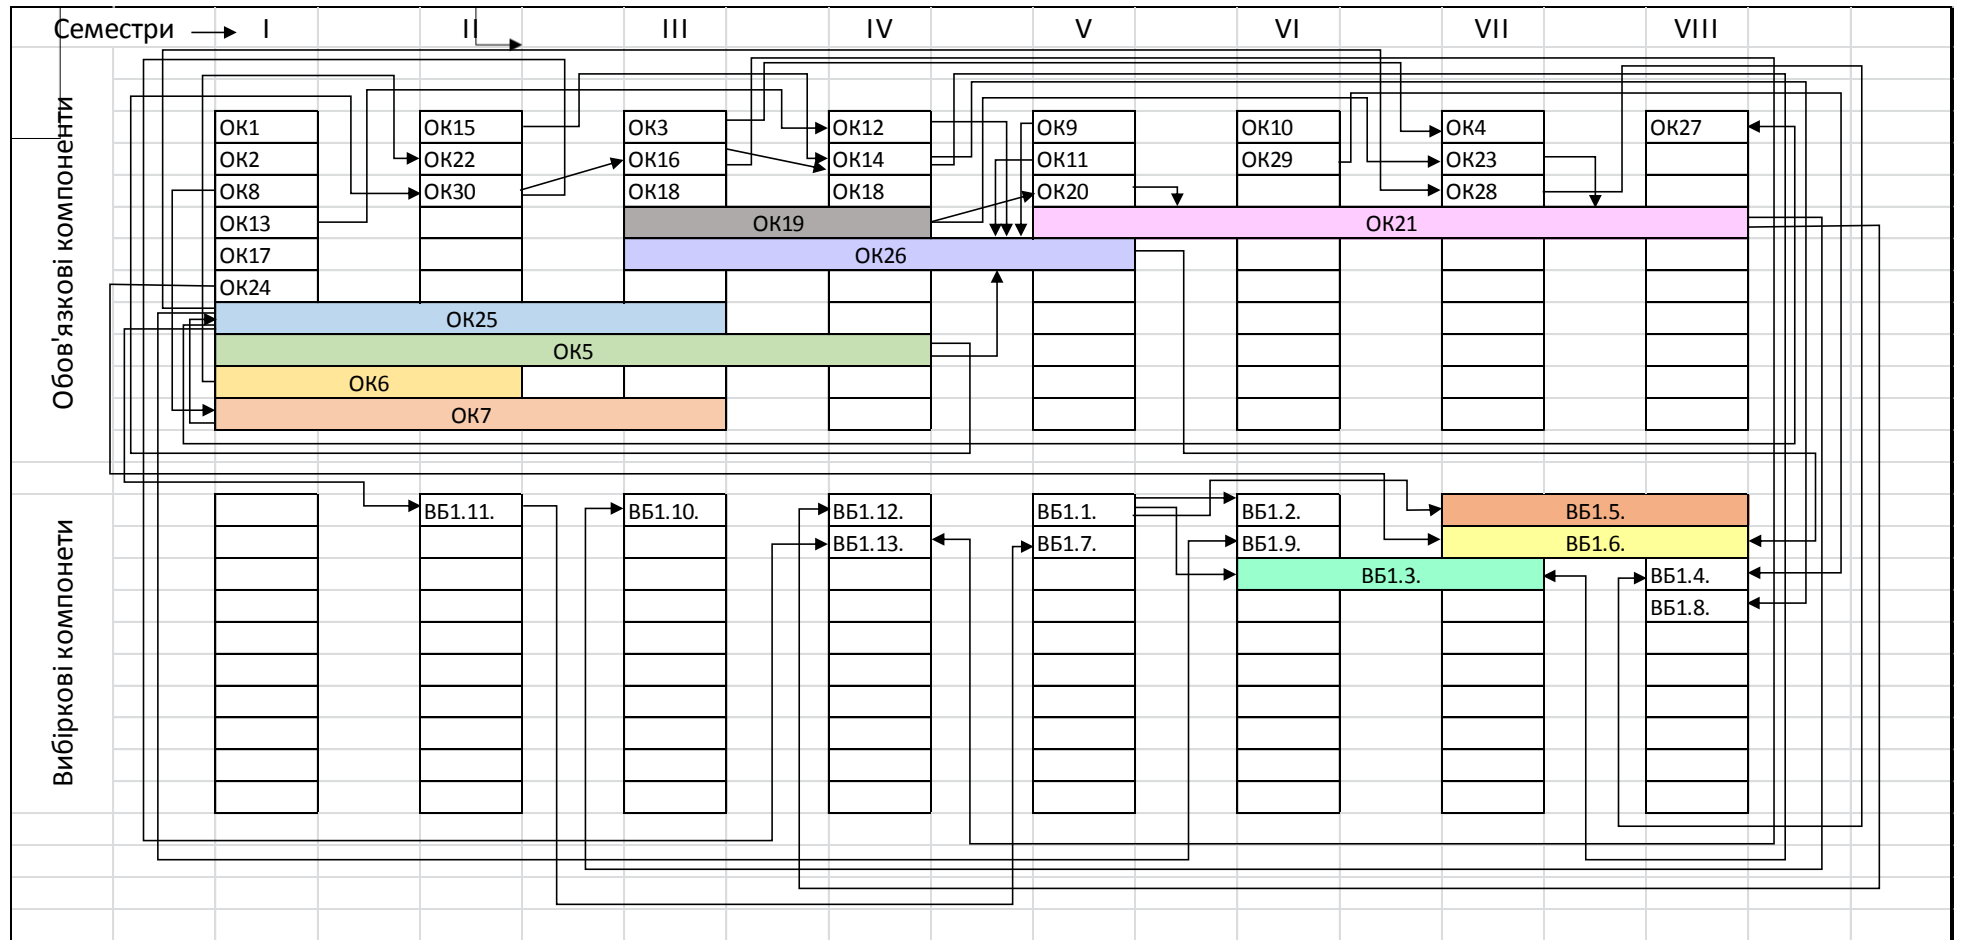 Семестри I II III IV V VI VII VIII
Обов'язкові компоненти
ОК1 ОК15 ОК3 ОК12 ОК9 ОК10 ОК4 ОК27
ОК2 ОК22 ОК16 ОК14 ОК11 ОК29 ОК23
ОК8 ОК30 ОК18 ОК18 ОК20 ОК28
ОК13 ОК19 ОК21
ОК17 ОК26
ОК24
ОК25
ОК5
ОК6
ОК7
Вибіркові компонети
ВБ1.11. ВБ1.10. ВБ1.12. ВБ1.1. ВБ1.2. ВБ1.5.
ВБ1.13. ВБ1.7. ВБ1.9. ВБ1.6.
ВБ1.3. ВБ1.4.
ВБ1.8.